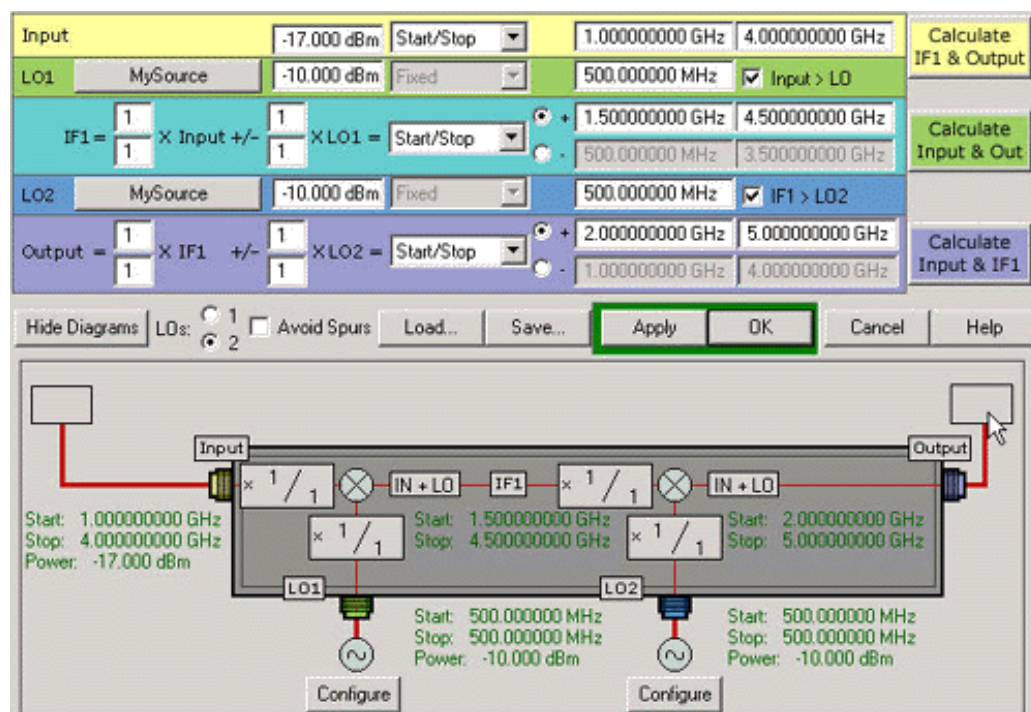 Input -17.000 dBm Start/Stop 1.000000000 GHz 4.000000000 GHz Calculate IF1 & Output
LO1 MySource -10.000 dBm Fixed 500.000000 MHz Input > LO
IF1= 1 1 X Input +/- 1 1 X LO1 = Start/Stop + 1.500000000 GHz 4.500000000 GHz Calculate Input & Out
- 500.000000 MHz 3.500000000 GHz
LO2 MySource -10.000 dBm Fixed 500.000000 MHz IF1 > LO2
Output = 1 1 X IF1 +/- 1 1 X LO2 = Start/Stop + 2.000000000 GHz 5.000000000 GHz Calculate Input & IF1
- 1.000000000 GHz 4.000000000 GHz
Hide Diagrams LOs: 1 2 Avoid Spurs Load... Save... Apply OK Cancel Help
Input Output
× 1/1 IN + LO IF1 × 1/1 IN + LO
Start: 1.000000000 GHz
Stop: 4.000000000 GHz
Power: -17.000 dBm
× 1/1
Start: 1.500000000 GHz
Stop: 4.500000000 GHz
× 1/1
Start: 2.000000000 GHz
Stop: 5.000000000 GHz
LO1 LO2
Start: 500.000000 MHz
Stop: 500.000000 MHz
Power: -10.000 dBm
Start: 500.000000 MHz
Stop: 500.000000 MHz
Power: -10.000 dBm
Configure Configure